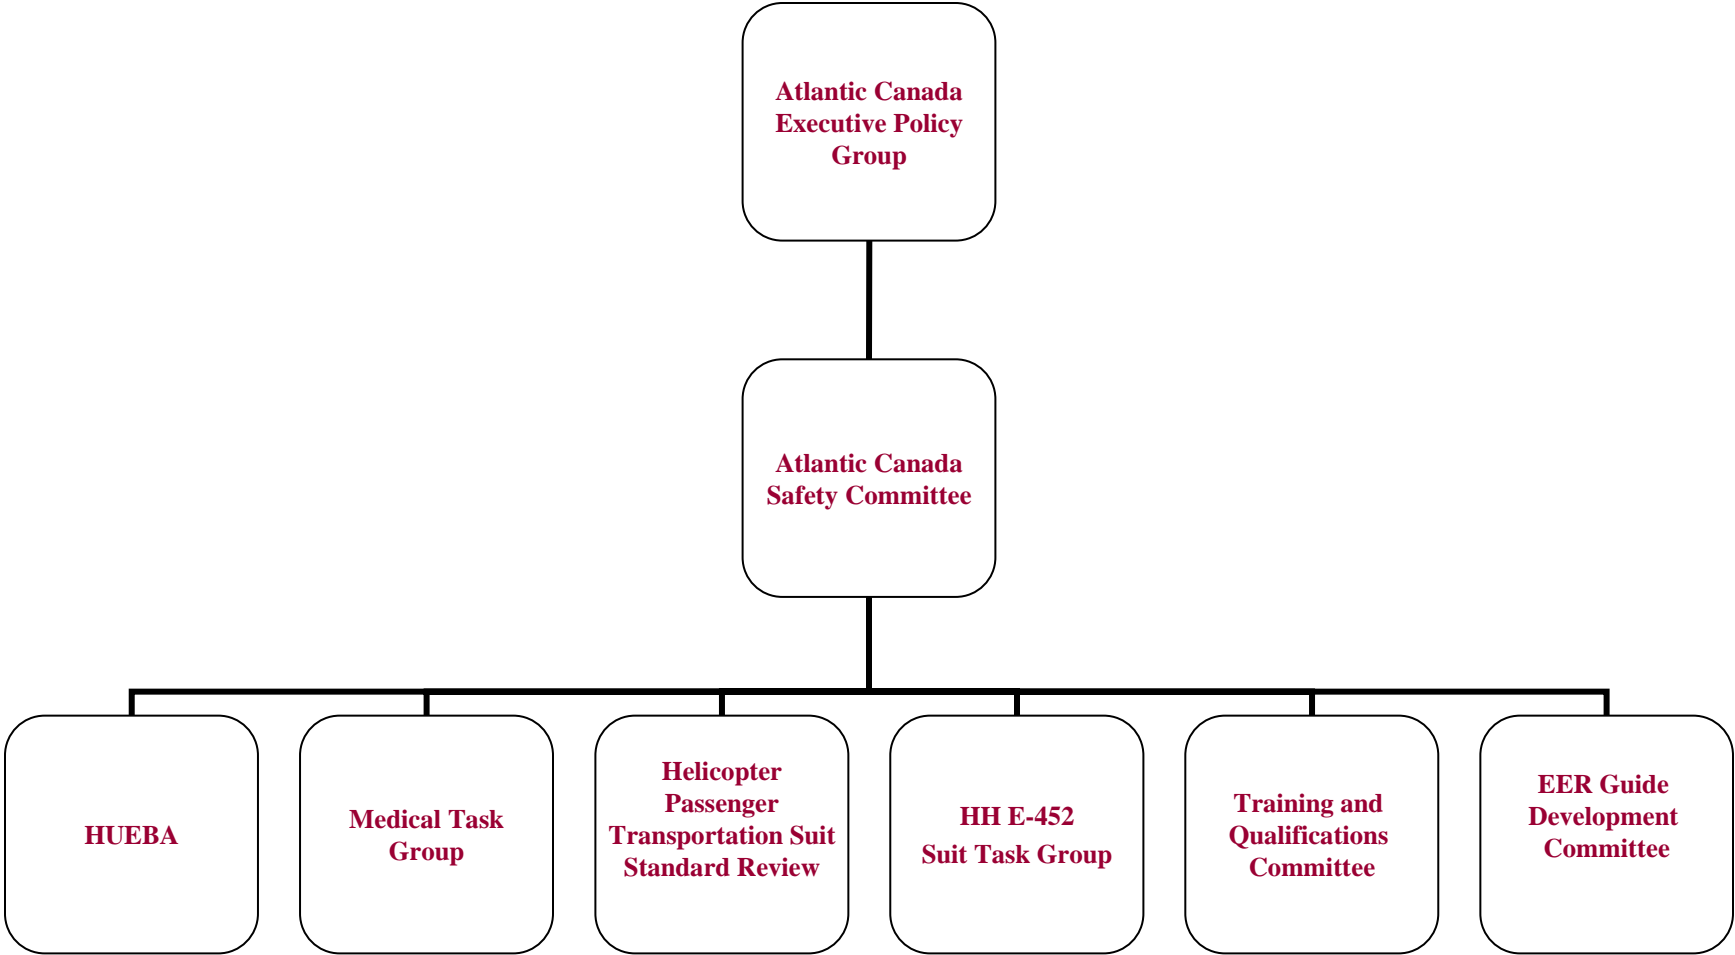 Atlantic Canada
Executive Policy
Group
Atlantic Canada
Safety Committee
HUEBA
Medical Task
Group
Helicopter
Passenger
Transportation Suit
Standard Review
HH E-452
Suit Task Group
Training and
Qualifications
Committee
EER Guide
Development
Committee